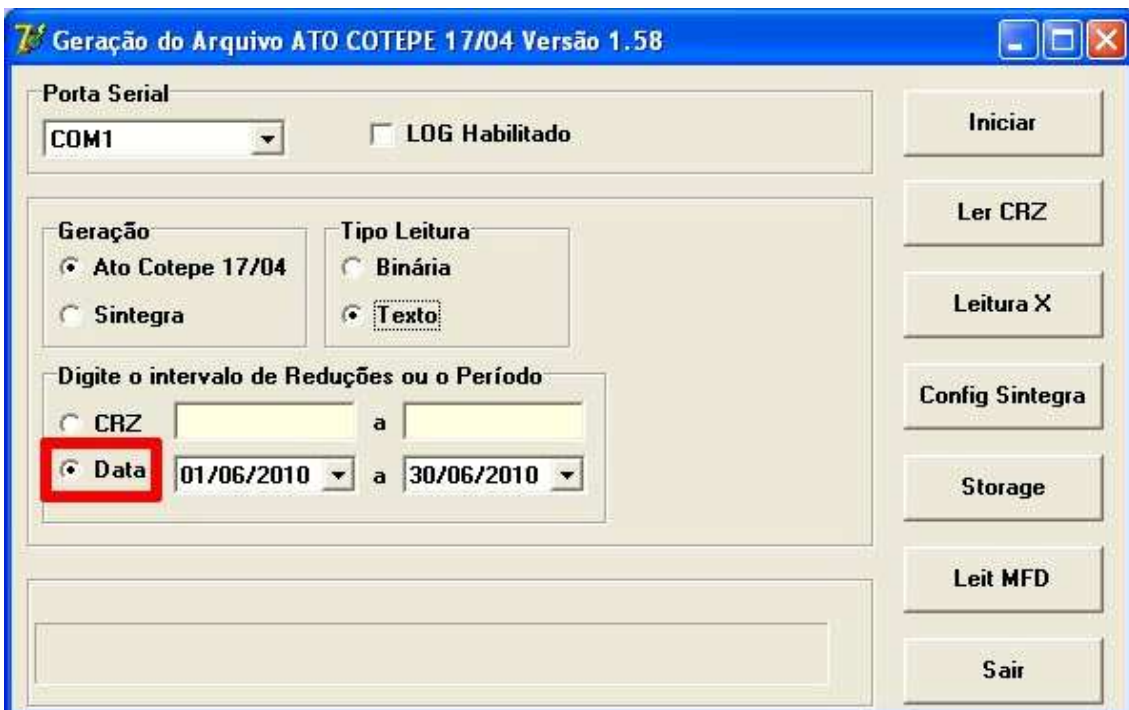 Geração do Arquivo ATO COTEPE 17/04 Versão 1.58
Porta Serial
COM1
LOG Habilitado
Geração
Ato Cotepe 17/04
Sintegra
Tipo Leitura
Binária
Texto
Digite o intervalo de Reduções ou o Período
CRZ a
Data 01/06/2010 a 30/06/2010
Iniciar
Ler CRZ
Leitura X
Config Sintegra
Storage
Leit MFD
Sair